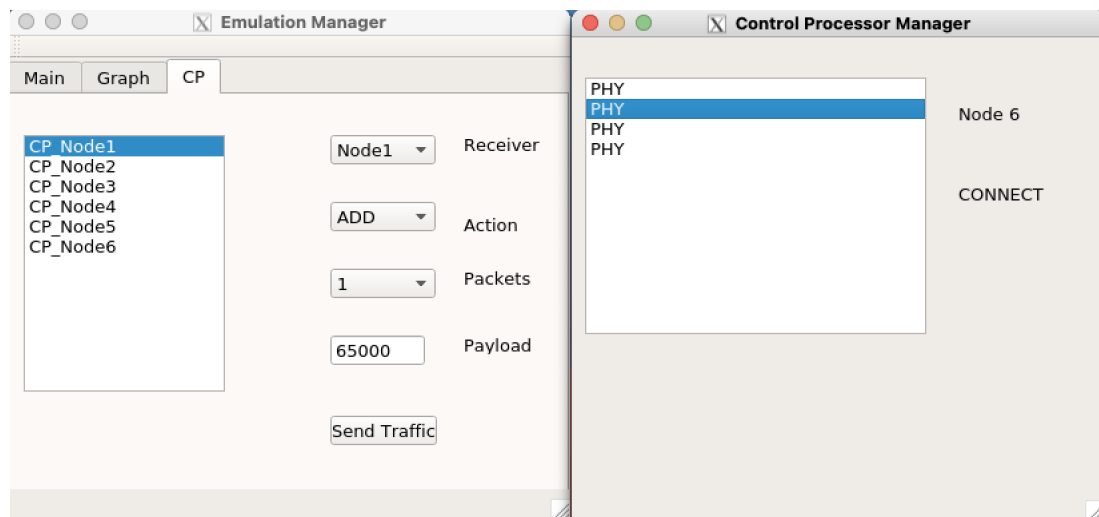 Emulation Manager
Main Graph CP
CP_Node1
CP_Node2
CP_Node3
CP_Node4
CP_Node5
CP_Node6
Node1 Receiver
ADD Action
1 Packets
65000 Payload
Send Traffic
Control Processor Manager
PHY
PHY
PHY
PHY
Node 6
CONNECT